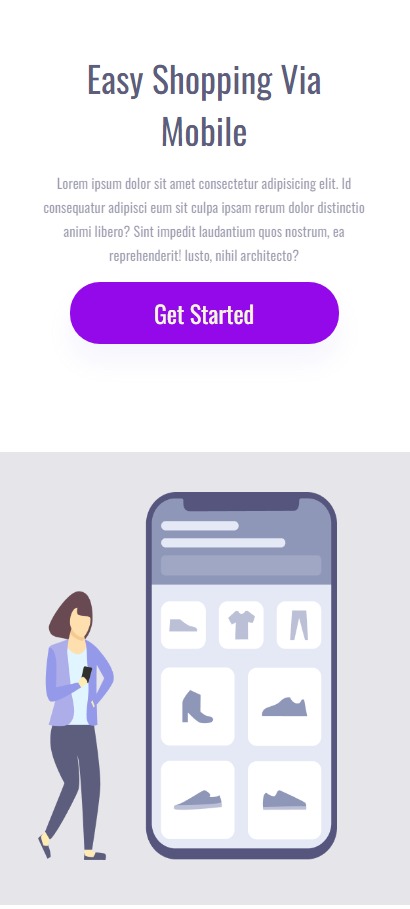 Easy Shopping Via
Mobile
Lorem ipsum dolor sit amet consectetur adipisicing elit. Id
consequatur adipisci eum sit culpa ipsam rerum dolor distinctio
animi libero? Sint impedit laudantium quos nostrum, ea
reprehenderit! Iusto, nihil architecto?
Get Started